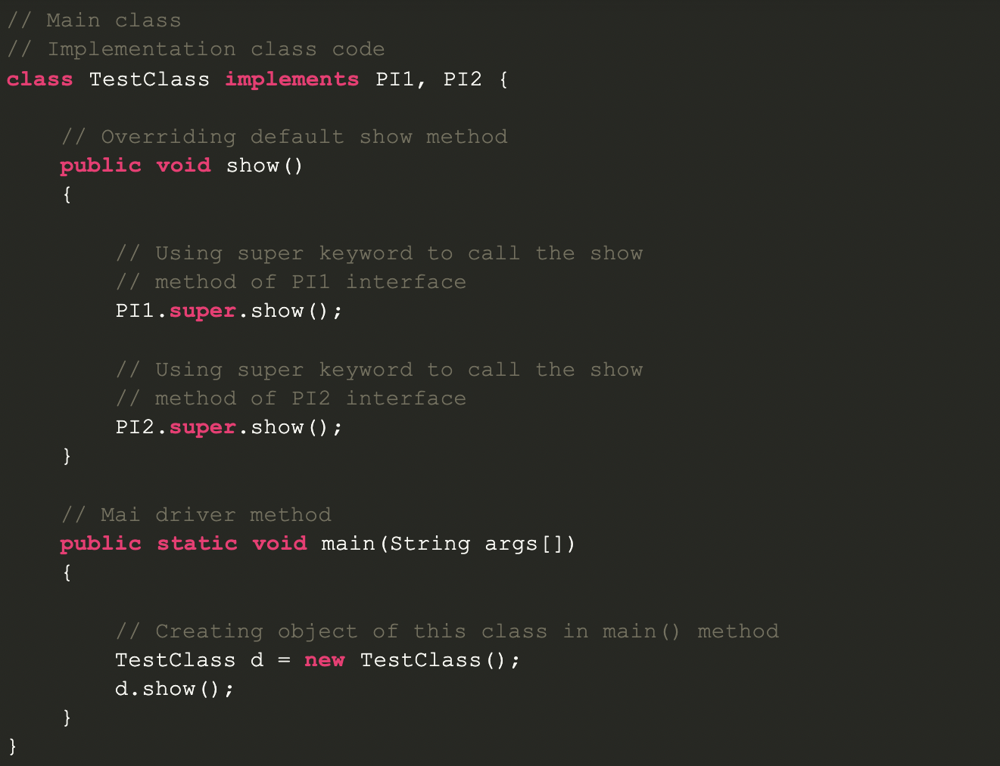 // Main class
// Implementation class code
class TestClass implements PI1, PI2 {
// Overriding default show method
public void show()
{
// Using super keyword to call the show
// method of PI1 interface
PI1.super.show();
// Using super keyword to call the show
// method of PI2 interface
PI2.super.show();
}
// Mai driver method
public static void main(String args[])
{
// Creating object of this class in main() method
TestClass d = new TestClass();
d.show();
}
}